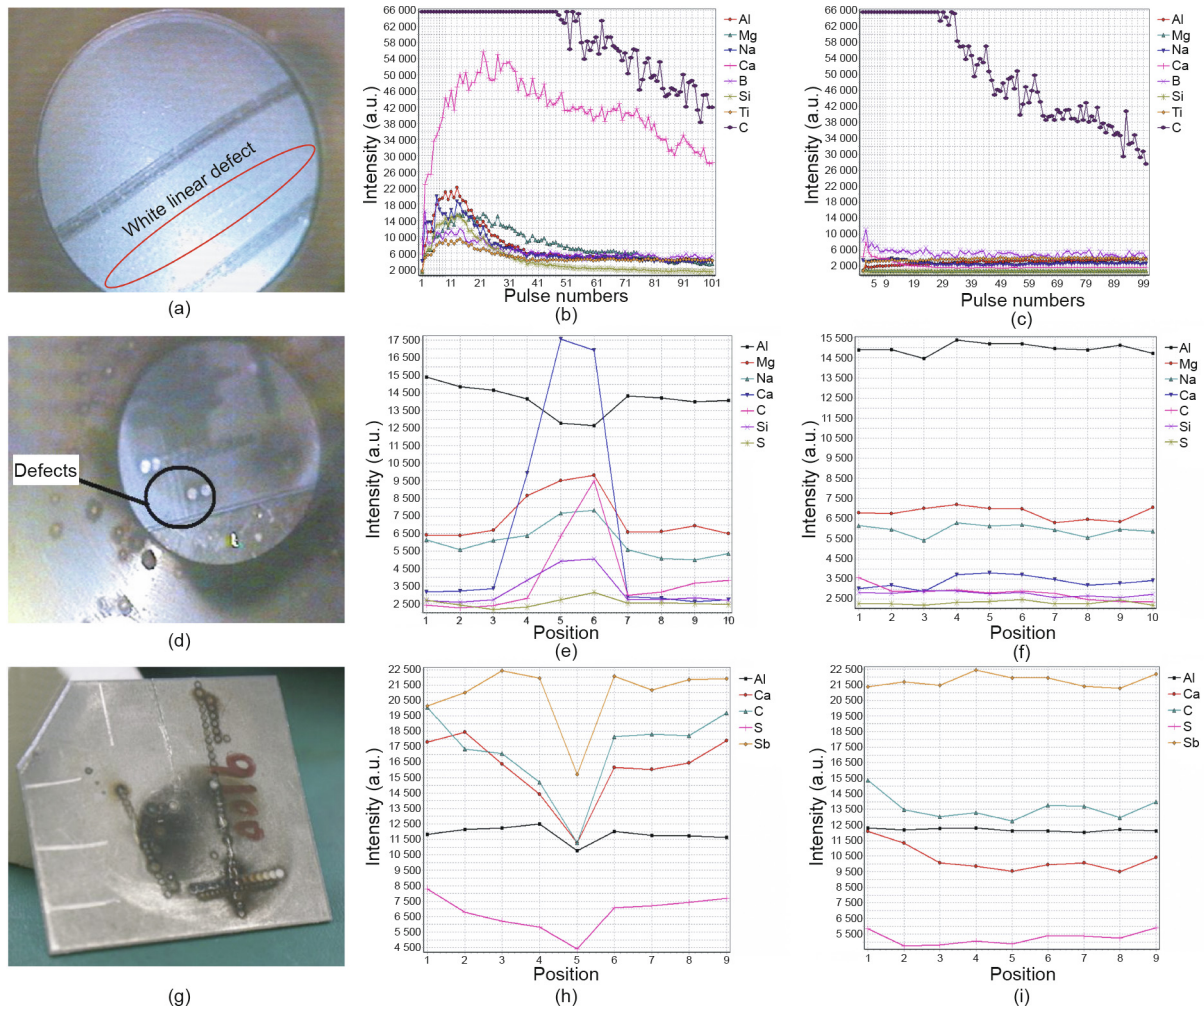 White linear defect
(a)
66 000
62 000
58 000
54 000
50 000
46 000
42 000
38 000
34 000
30 000
26 000
22 000
18 000
14 000
10 000
6 000
2 000
Intensity (a.u.)
1 11 21 31 41 51 61 71 81 91 101
Pulse numbers
Al
Mg
Na
Ca
B
Si
Ti
C
(b)
66 000
62 000
58 000
54 000
50 000
46 000
42 000
38 000
34 000
30 000
26 000
22 000
18 000
14 000
10 000
6 000
2 000
Intensity (a.u.)
5 9 19 29 39 49 59 69 79 89 99
Pulse numbers
Al
Mg
Na
Ca
B
Si
Ti
C
(c)
Defects
(d)
17 500
16 500
15 500
14 500
13 500
12 500
11 500
10 500
9 500
8 500
7 500
6 500
5 500
4 500
3 500
2 500
Intensity (a.u.)
1 2 3 4 5 6 7 8 9 10
Position
Al
Mg
Na
Ca
C
Si
S
(e)
15 500
14 500
13 500
12 500
11 500
10 500
9 500
8 500
7 500
6 500
5 500
4 500
3 500
2 500
Intensity (a.u.)
1 2 3 4 5 6 7 8 9 10
Position
Al
Mg
Na
Ca
C
Si
S
(f)
(g)
22 500
21 500
20 500
19 500
18 500
17 500
16 500
15 500
14 500
13 500
12 500
11 500
10 500
9 500
8 500
7 500
6 500
5 500
4 500
Intensity (a.u.)
1 2 3 4 5 6 7 8 9
Position
Al
Ca
C
S
Sb
(h)
22 500
21 500
20 500
19 500
18 500
17 500
16 500
15 500
14 500
13 500
12 500
11 500
10 500
9 500
8 500
7 500
6 500
5 500
Intensity (a.u.)
1 2 3 4 5 6 7 8 9
Position
Al
Ca
C
S
Sb
(i)